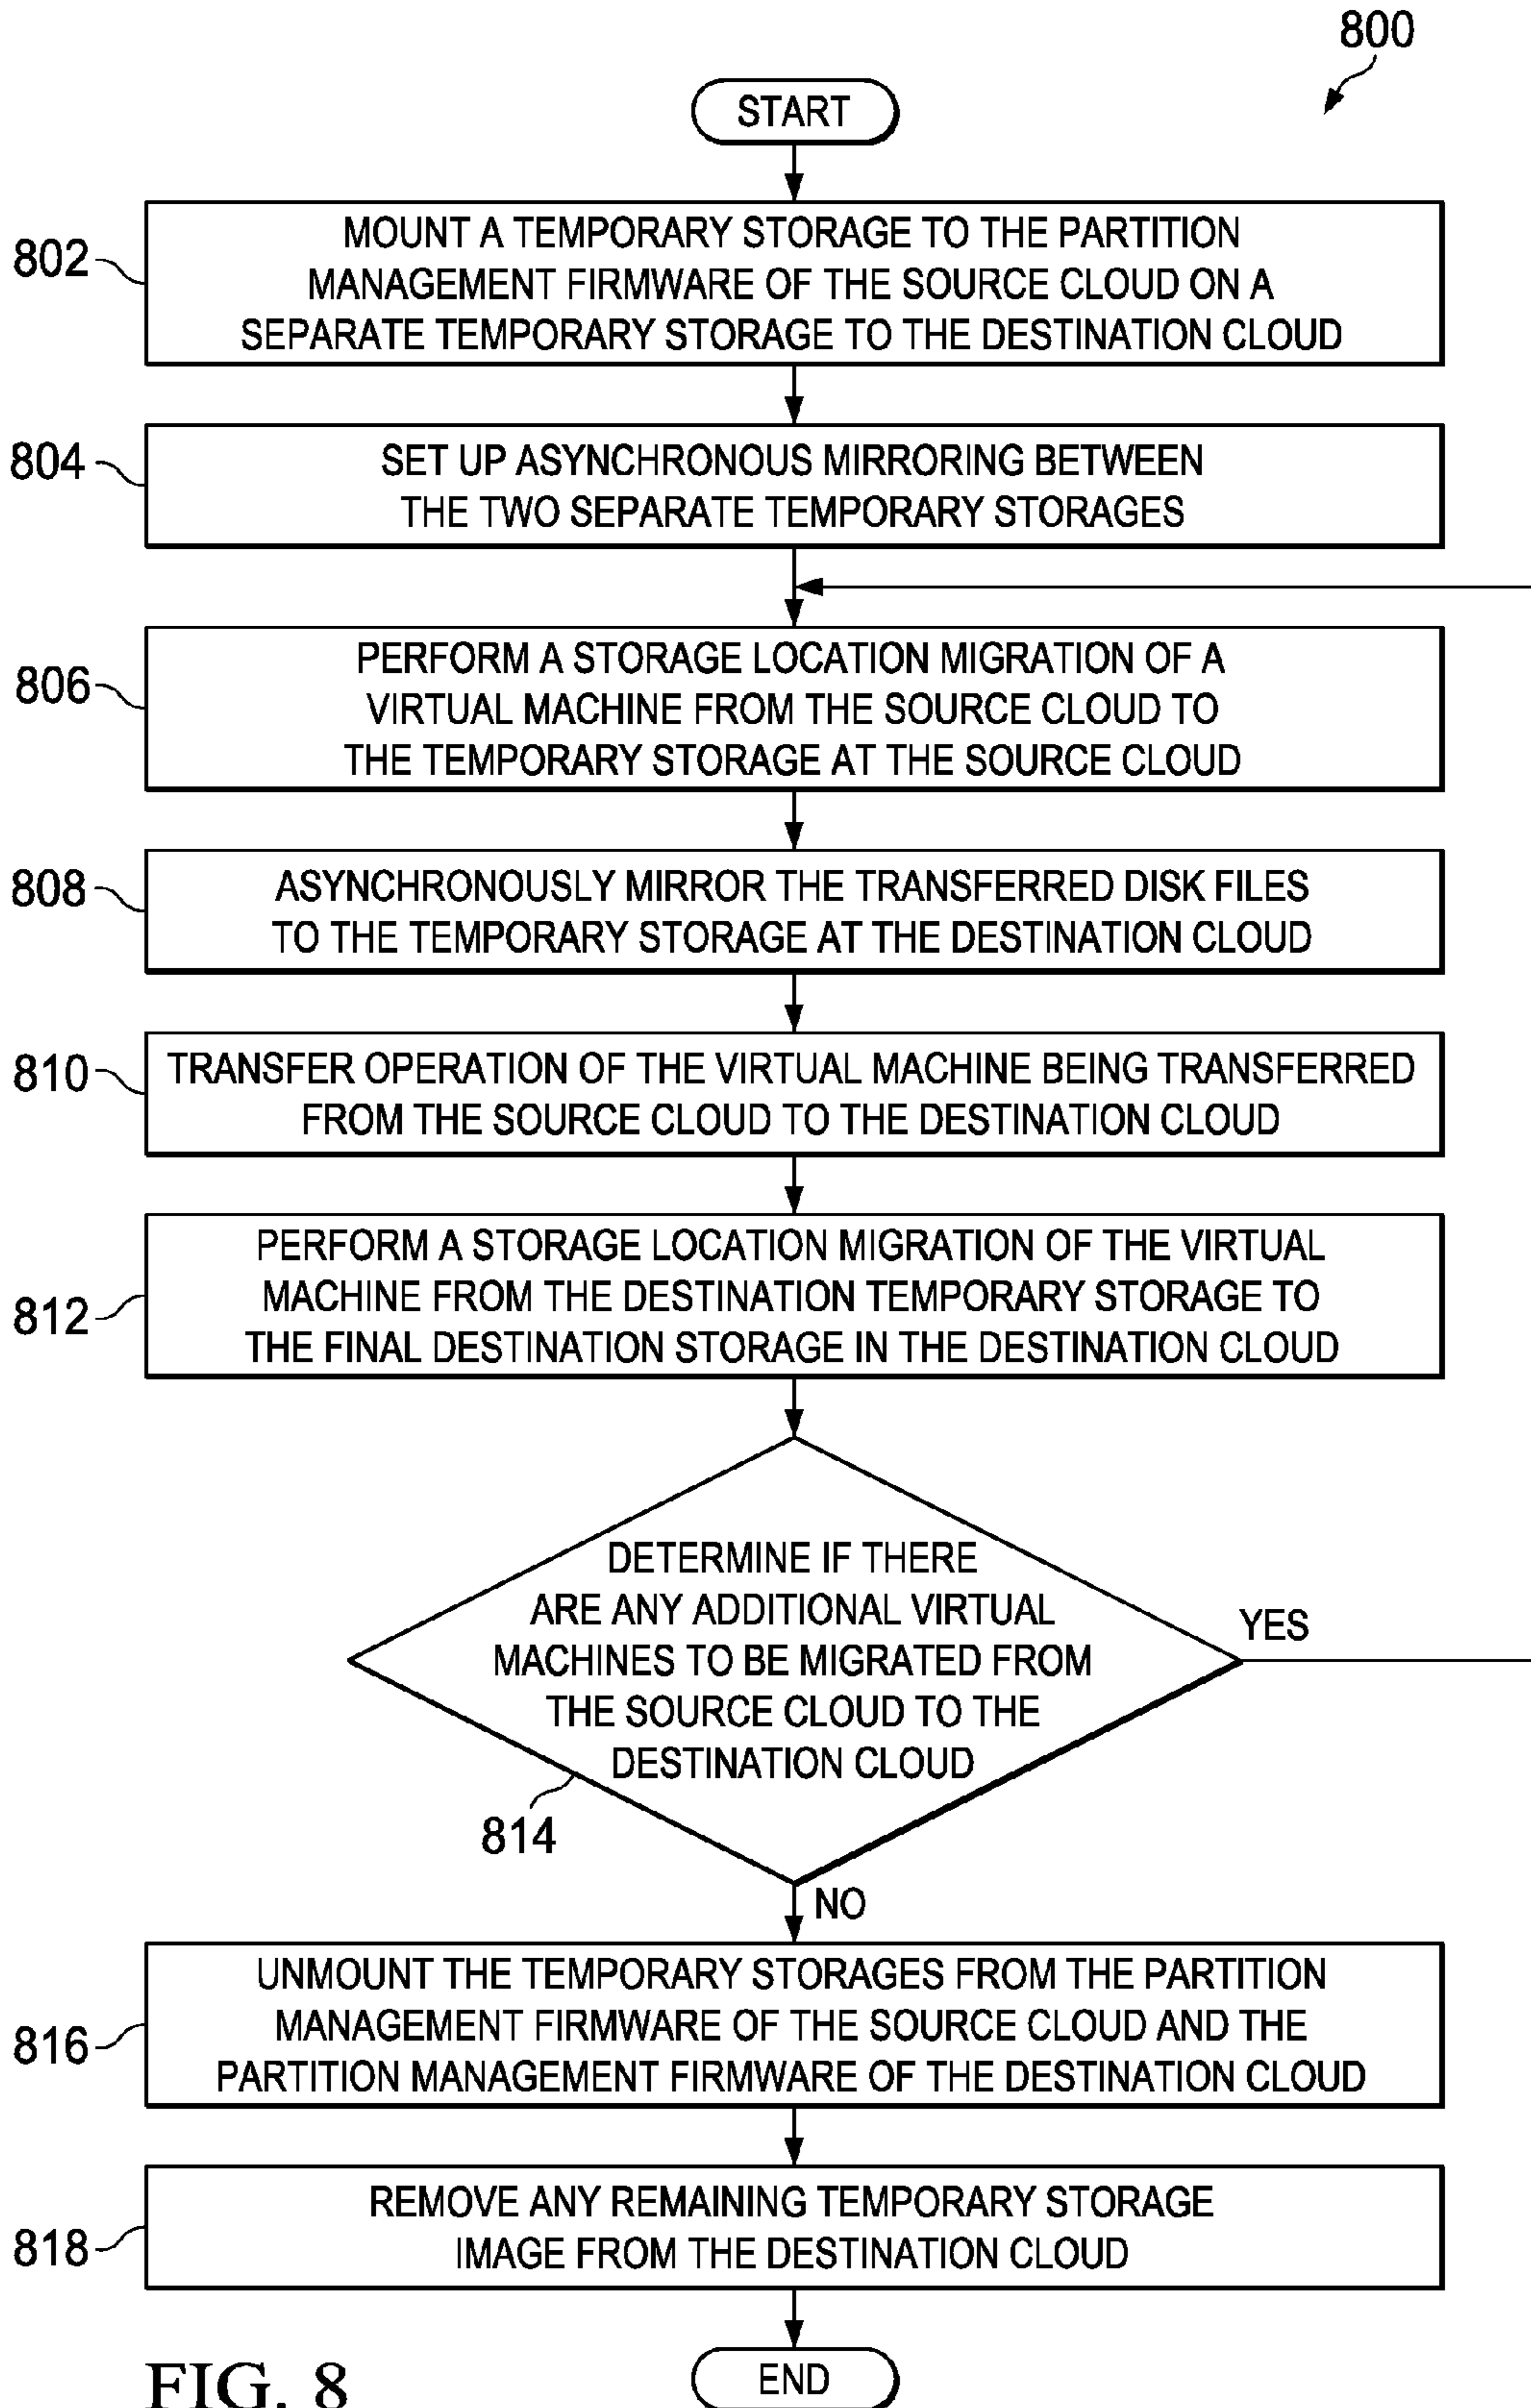 800
START
802
MOUNT A TEMPORARY STORAGE TO THE PARTITION
MANAGEMENT FIRMWARE OF THE SOURCE CLOUD ON A
SEPARATE TEMPORARY STORAGE TO THE DESTINATION CLOUD
804
SET UP ASYNCHRONOUS MIRRORING BETWEEN
THE TWO SEPARATE TEMPORARY STORAGES
806
PERFORM A STORAGE LOCATION MIGRATION OF A
VIRTUAL MACHINE FROM THE SOURCE CLOUD TO
THE TEMPORARY STORAGE AT THE SOURCE CLOUD
808
ASYNCHRONOUSLY MIRROR THE TRANSFERRED DISK FILES
TO THE TEMPORARY STORAGE AT THE DESTINATION CLOUD
810
TRANSFER OPERATION OF THE VIRTUAL MACHINE BEING TRANSFERRED
FROM THE SOURCE CLOUD TO THE DESTINATION CLOUD
812
PERFORM A STORAGE LOCATION MIGRATION OF THE VIRTUAL
MACHINE FROM THE DESTINATION TEMPORARY STORAGE TO
THE FINAL DESTINATION STORAGE IN THE DESTINATION CLOUD
DETERMINE IF THERE
ARE ANY ADDITIONAL VIRTUAL
MACHINES TO BE MIGRATED FROM
THE SOURCE CLOUD TO THE
DESTINATION CLOUD
YES
814
NO
816
UNMOUNT THE TEMPORARY STORAGES FROM THE PARTITION
MANAGEMENT FIRMWARE OF THE SOURCE CLOUD AND THE
PARTITION MANAGEMENT FIRMWARE OF THE DESTINATION CLOUD
818
REMOVE ANY REMAINING TEMPORARY STORAGE
IMAGE FROM THE DESTINATION CLOUD
END
FIG. 8